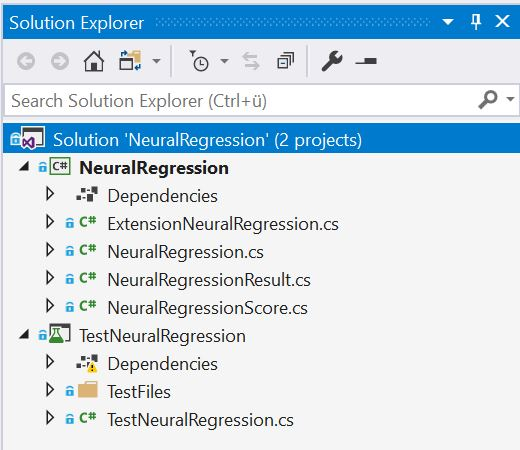 Solution Explorer
Search Solution Explorer (Ctrl+ü)
Solution 'NeuralRegression' (2 projects)
C# NeuralRegression
Dependencies
C# ExtensionNeuralRegression.cs
C# NeuralRegression.cs
C# NeuralRegressionResult.cs
C# NeuralRegressionScore.cs
TestNeuralRegression
Dependencies
TestFiles
C# TestNeuralRegression.cs